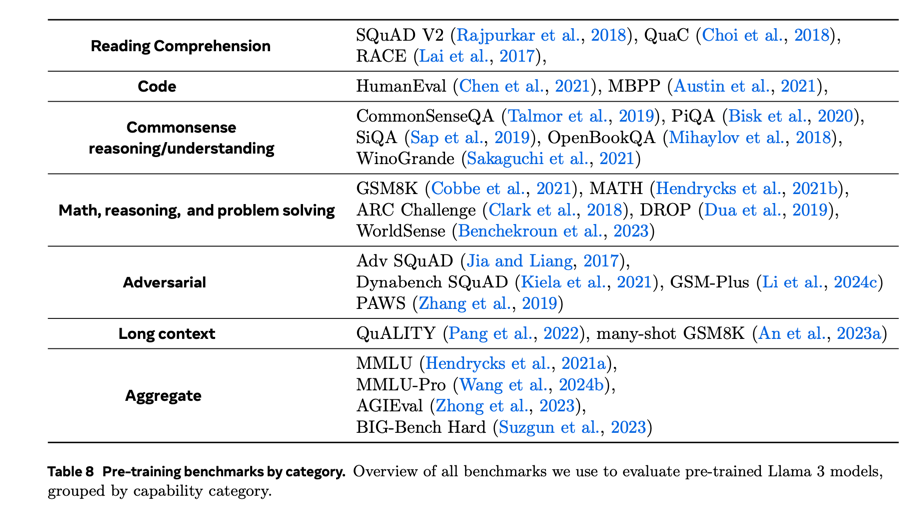 Reading Comprehension
SQuAD V2 (Rajpurkar et al., 2018), QuaC (Choi et al., 2018),
RACE (Lai et al., 2017),
Code
HumanEval (Chen et al., 2021), MBPP (Austin et al., 2021),
Commonsense
reasoning/understanding
CommonSenseQA (Talmor et al., 2019), PiQA (Bisk et al., 2020),
SiQA (Sap et al., 2019), OpenBookQA (Mihaylov et al., 2018),
WinoGrande (Sakaguchi et al., 2021)
Math, reasoning, and problem solving
GSM8K (Cobbe et al., 2021), MATH (Hendrycks et al., 2021b),
ARC Challenge (Clark et al., 2018), DROP (Dua et al., 2019),
WorldSense (Benchekroun et al., 2023)
Adversarial
Adv SQuAD (Jia and Liang, 2017),
Dynabench SQuAD (Kiela et al., 2021), GSM-Plus (Li et al., 2024c)
PAWS (Zhang et al., 2019)
Long context
QuALITY (Pang et al., 2022), many-shot GSM8K (An et al., 2023a)
Aggregate
MMLU (Hendrycks et al., 2021a),
MMLU-Pro (Wang et al., 2024b),
AGIEval (Zhong et al., 2023),
BIG-Bench Hard (Suzgun et al., 2023)
Table 8 Pre-training benchmarks by category. Overview of all benchmarks we use to evaluate pre-trained Llama 3 models,
grouped by capability category.